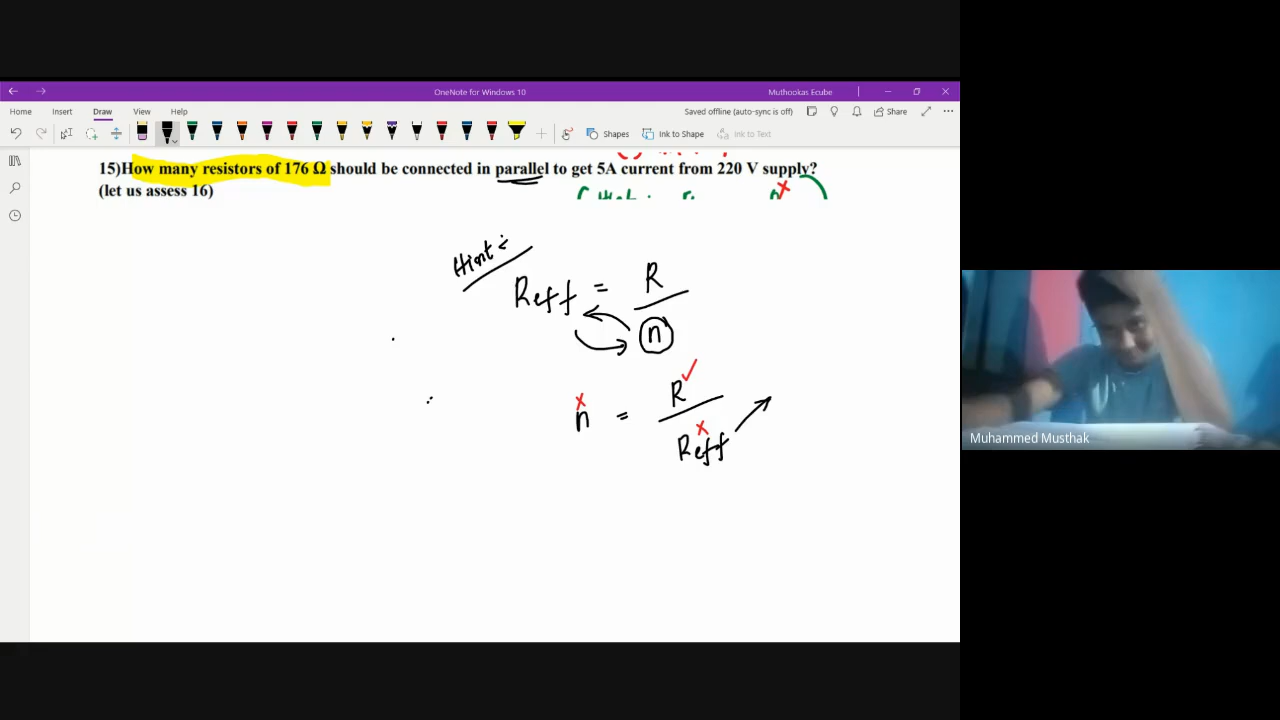 OneNote for Windows 10
Muthookas Ecube
Home Insert Draw View Help
Saved offline (auto-sync is off) Share
Shapes Ink to Shape Ink to Text
15)How many resistors of 176 Ω should be connected in parallel to get 5A current from 220 V supply?
(let us assess 16)
Hint :
Reff = R / n
n = R / Reff
Muhammed Musthak